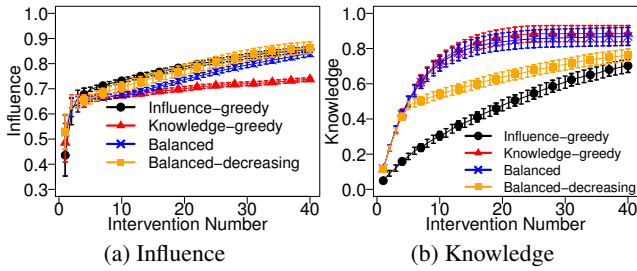 Influence
1.0
0.9
0.8
0.7
0.6
0.5
0.4
0.3
Influence-greedy
Knowledge-greedy
Balanced
Balanced-decreasing
0 10 20 30 40
Intervention Number
(a) Influence
Knowledge
1.0
0.8
0.6
0.4
0.2
0.0
Influence-greedy
Knowledge-greedy
Balanced
Balanced-decreasing
0 10 20 30 40
Intervention Number
(b) Knowledge